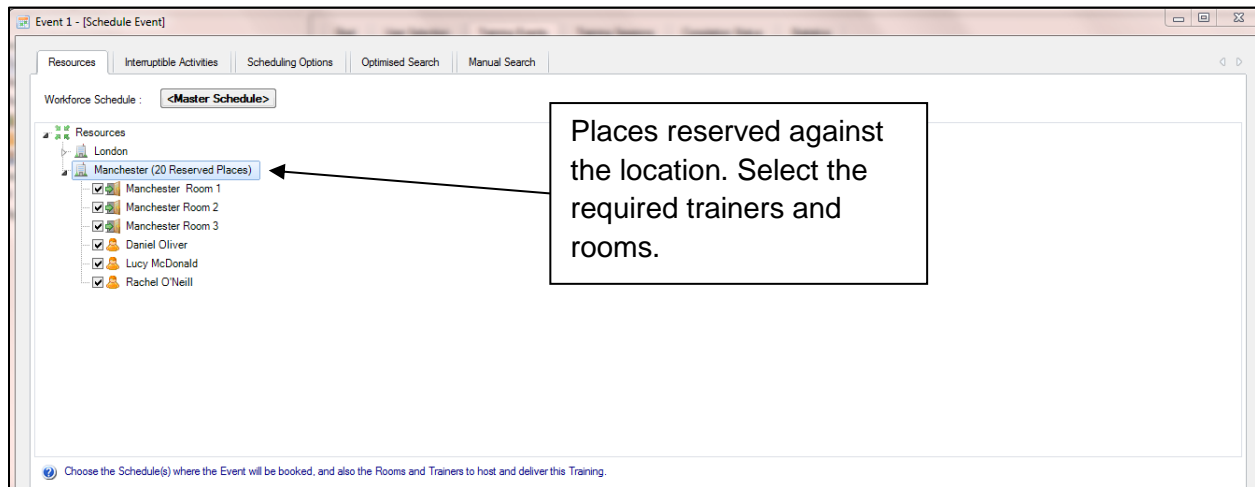 Event 1 - [Schedule Event]
Resources Interruptible Activities Scheduling Options Optimised Search Manual Search
Workforce Schedule : <Master Schedule>
Resources
London
Manchester (20 Reserved Places)
Manchester Room 1
Manchester Room 2
Manchester Room 3
Daniel Oliver
Lucy McDonald
Rachel O'Neill
Places reserved against
the location. Select the
required trainers and
rooms.
Choose the Schedule(s) where the Event will be booked, and also the Rooms and Trainers to host and deliver this Training.